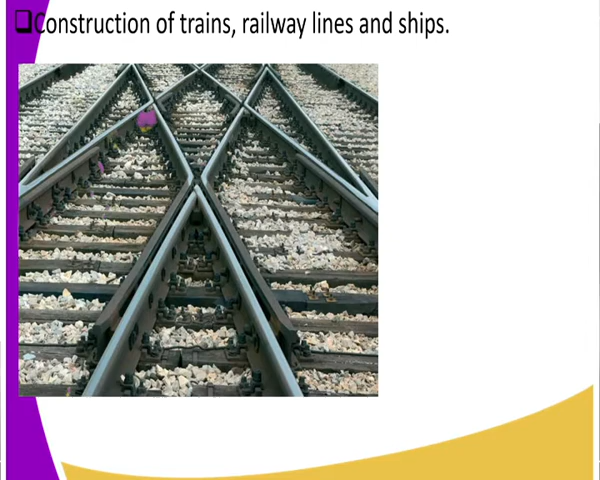 ❑Construction of trains, railway lines and ships.